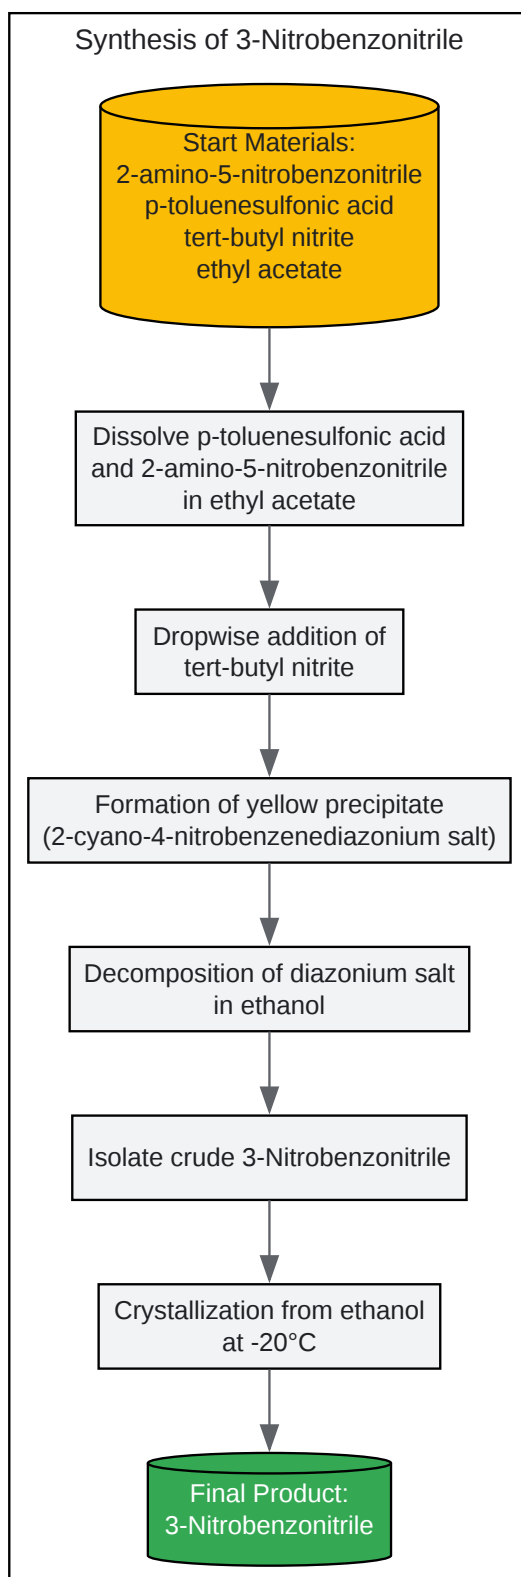 Synthesis of 3-Nitrobenzonitrile
Start Materials:
2-amino-5-nitrobenzonitrile
p-toluenesulfonic acid
tert-butyl nitrite
ethyl acetate
Dissolve p-toluenesulfonic acid
and 2-amino-5-nitrobenzonitrile
in ethyl acetate
Dropwise addition of
tert-butyl nitrite
Formation of yellow precipitate
(2-cyano-4-nitrobenzenediazonium salt)
Decomposition of diazonium salt
in ethanol
Isolate crude 3-Nitrobenzonitrile
Crystallization from ethanol
at -20°C
Final Product:
3-Nitrobenzonitrile